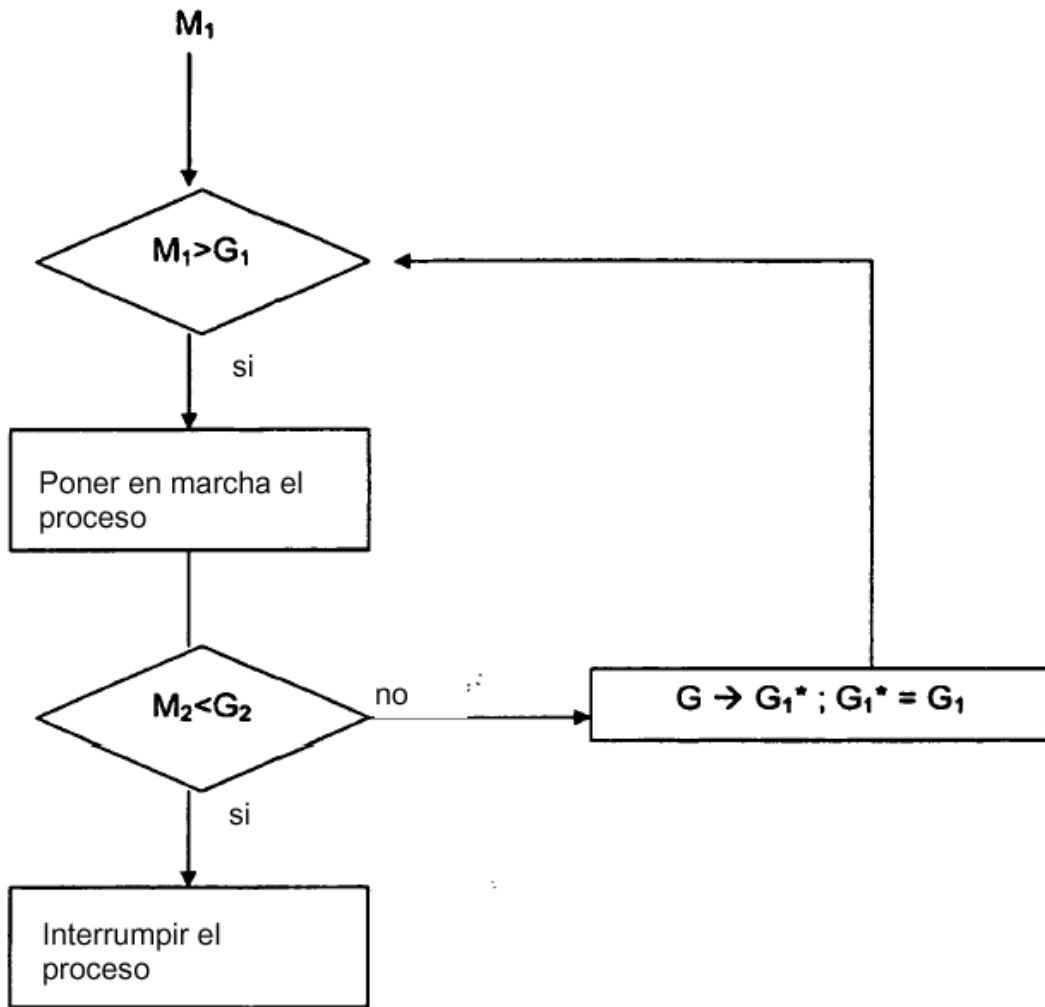 M₁
M₁>G₁
si
Poner en marcha el
proceso
M₂<G₂
no
G → G₁* ; G₁* = G₁
si
Interrumpir el
proceso